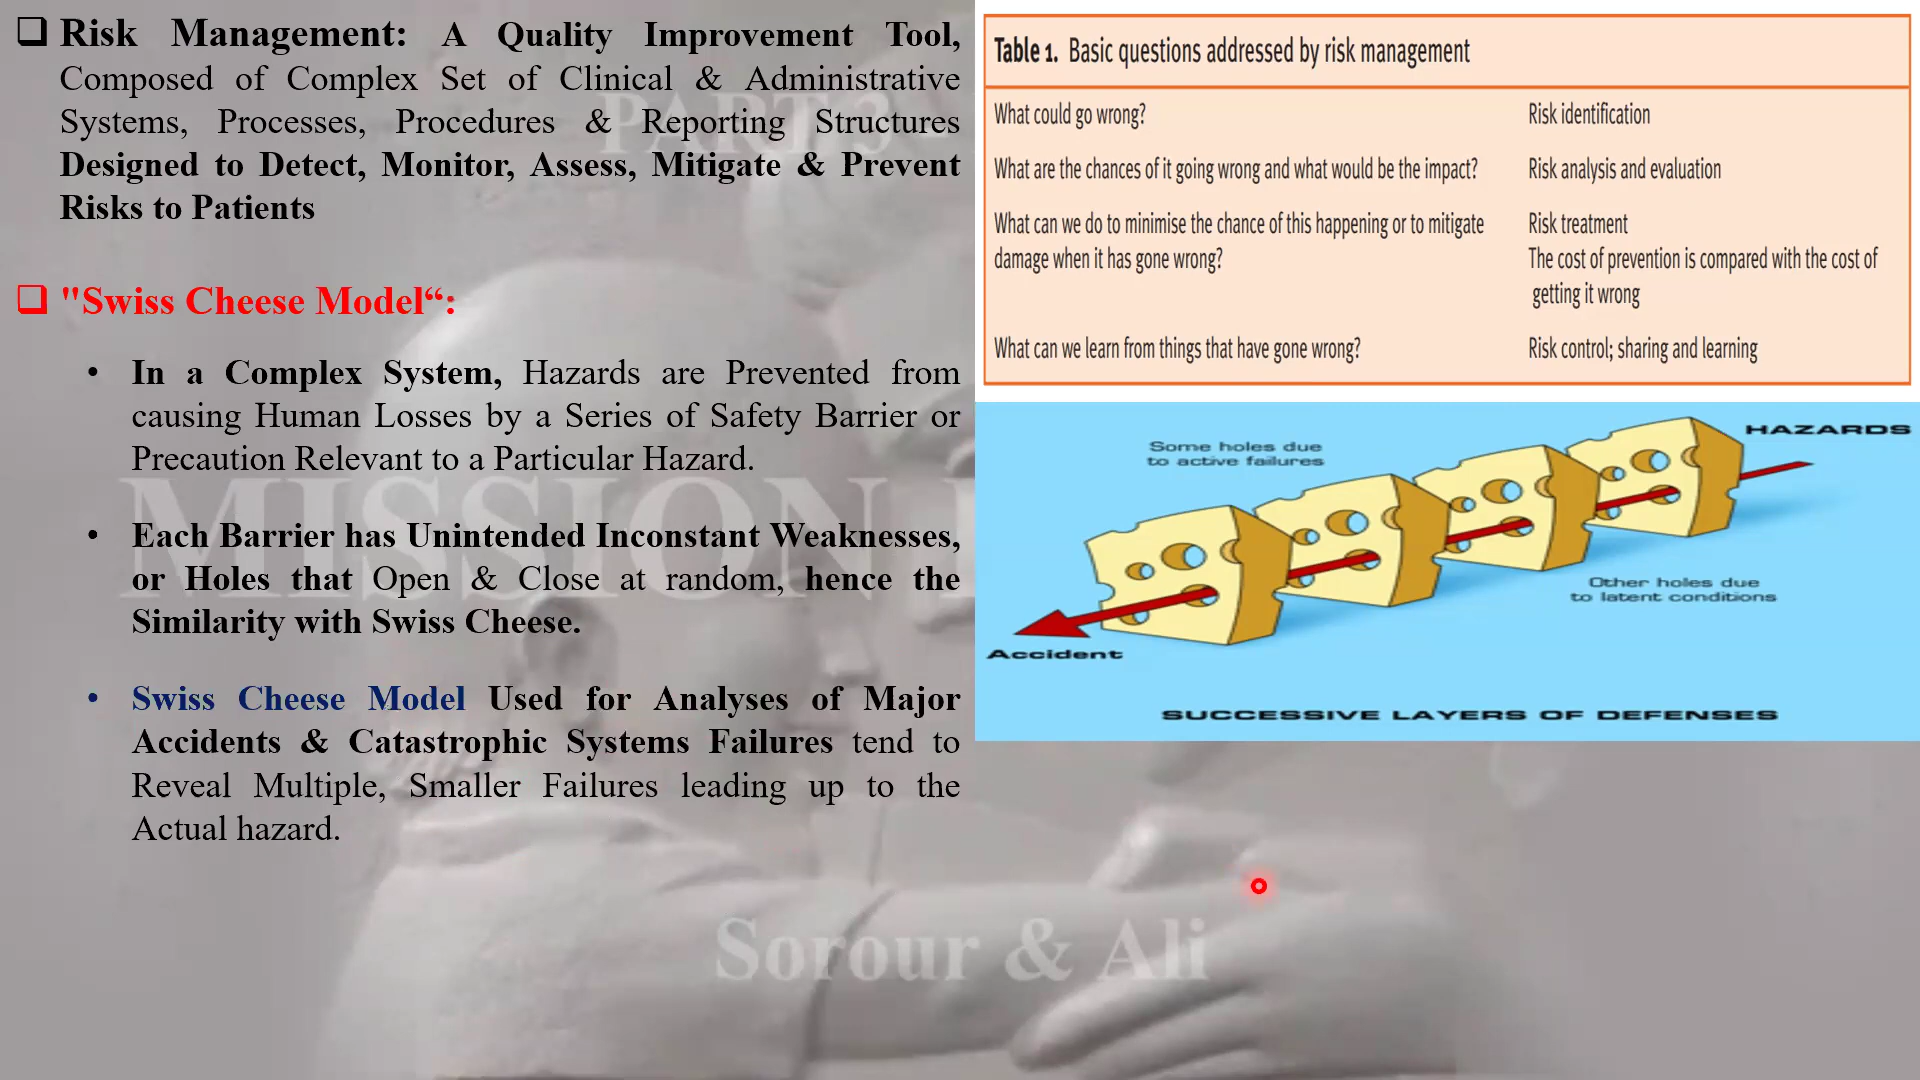 Risk Management: A Quality Improvement Tool,
Composed of Complex Set of Clinical & Administrative
Systems, Processes, Procedures & Reporting Structures
Designed to Detect, Monitor, Assess, Mitigate & Prevent
Risks to Patients
"Swiss Cheese Model“:
• In a Complex System, Hazards are Prevented from
causing Human Losses by a Series of Safety Barrier or
Precaution Relevant to a Particular Hazard.
• Each Barrier has Unintended Inconstant Weaknesses,
or Holes that Open & Close at random, hence the
Similarity with Swiss Cheese.
• Swiss Cheese Model Used for Analyses of Major
Accidents & Catastrophic Systems Failures tend to
Reveal Multiple, Smaller Failures leading up to the
Actual hazard.
Table 1. Basic questions addressed by risk management
What could go wrong? Risk identification
What are the chances of it going wrong and what would be the impact? Risk analysis and evaluation
What can we do to minimise the chance of this happening or to mitigate Risk treatment
damage when it has gone wrong? The cost of prevention is compared with the cost of
getting it wrong
What can we learn from things that have gone wrong? Risk control; sharing and learning
HAZARDS
Some holes due
to active failures
Other holes due
to latent conditions
Accident
SUCCESSIVE LAYERS OF DEFENSES
PART 3
MISSION
Sorour & Ali